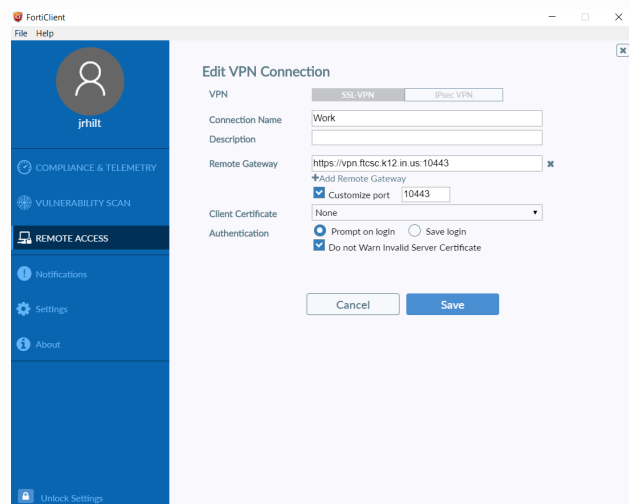 FortiClient
File Help
jrhilt
COMPLIANCE & TELEMETRY
VULNERABILITY SCAN
REMOTE ACCESS
Notifications
Settings
About
Unlock Settings
Edit VPN Connection
VPN SSL-VPN IPsec VPN
Connection Name Work
Description
Remote Gateway https://vpn.ftcsc.k12.in.us:10443
+Add Remote Gateway
Customize port 10443
Client Certificate None
Authentication Prompt on login Save login
Do not Warn Invalid Server Certificate
Cancel Save